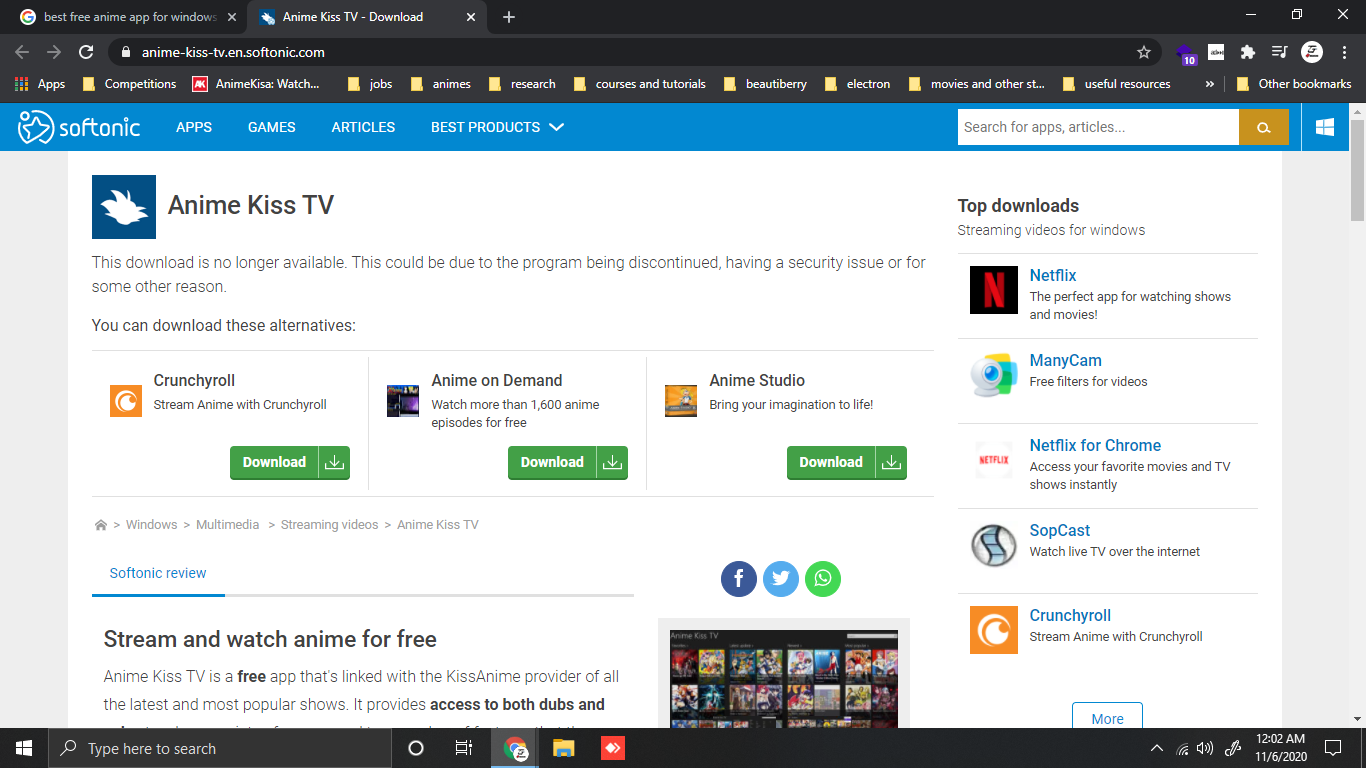 best free anime app for windows
Anime Kiss TV - Download
anime-kiss-tv.en.softonic.com
10
Apps
Competitions
AnimeKisa: Watch...
jobs
animes
research
courses and tutorials
beautiberry
electron
movies and other st...
useful resources
»
Other bookmarks
softonic
APPS
GAMES
ARTICLES
BEST PRODUCTS
Search for apps, articles...
Anime Kiss TV
This download is no longer available. This could be due to the program being discontinued, having a security issue or for
some other reason.
You can download these alternatives:
Crunchyroll
Stream Anime with Crunchyroll
Download
Anime on Demand
Watch more than 1,600 anime
episodes for free
Download
Anime Studio
Bring your imagination to life!
Download
> Windows > Multimedia > Streaming videos > Anime Kiss TV
Softonic review
Stream and watch anime for free
Anime Kiss TV is a free app that's linked with the KissAnime provider of all
the latest and most popular shows. It provides access to both dubs and
Anime Kiss TV
Top downloads
Streaming videos for windows
Netflix
The perfect app for watching shows
and movies!
ManyCam
Free filters for videos
NETFLIX
Netflix for Chrome
Access your favorite movies and TV
shows instantly
SopCast
Watch live TV over the internet
Crunchyroll
Stream Anime with Crunchyroll
More
Type here to search
12:02 AM
11/6/2020